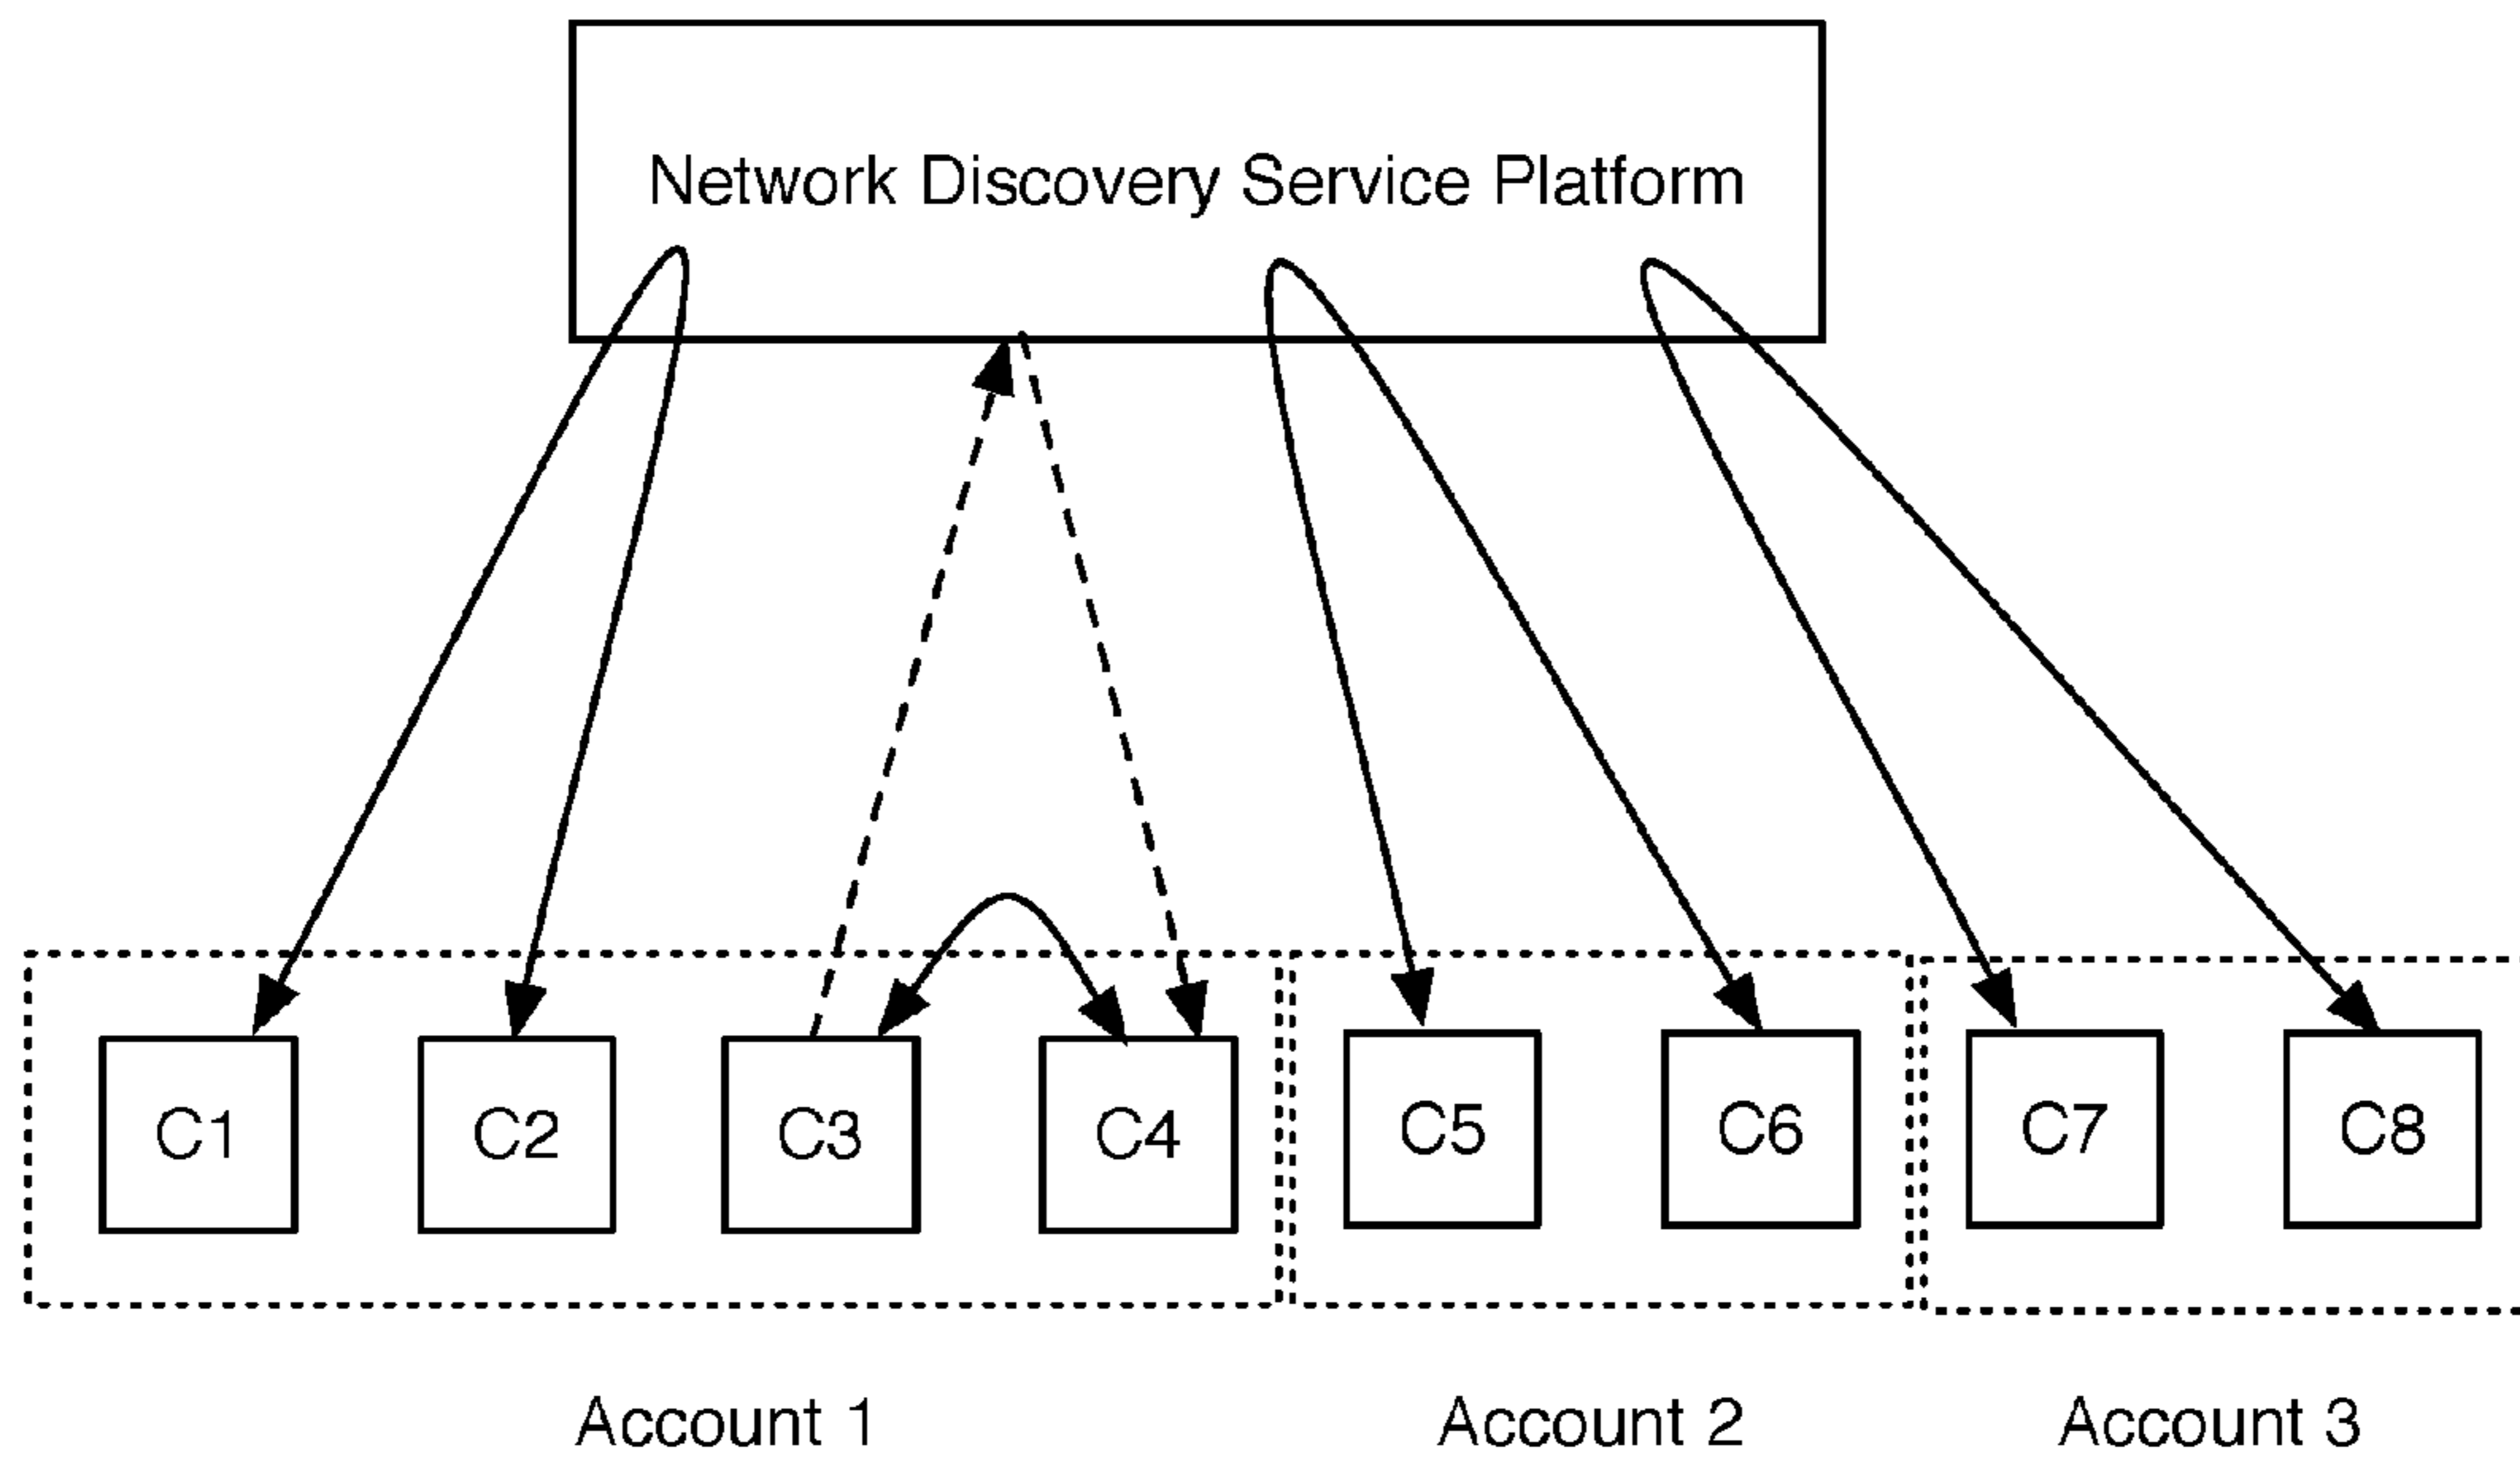 Network Discovery Service Platform
C1 C2 C3 C4 C5 C6 C7 C8
Account 1 Account 2 Account 3